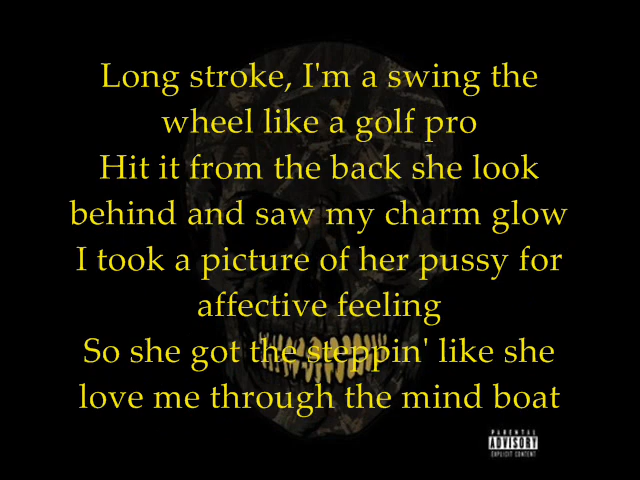 Long stroke, I'm a swing the
wheel like a golf pro
Hit it from the back she look
behind and saw my charm glow
I took a picture of her pussy for
affective feeling
So she got the steppin' like she
love me through the mind boat
PARENTAL
ADVISORY
EXPLICIT CONTENT